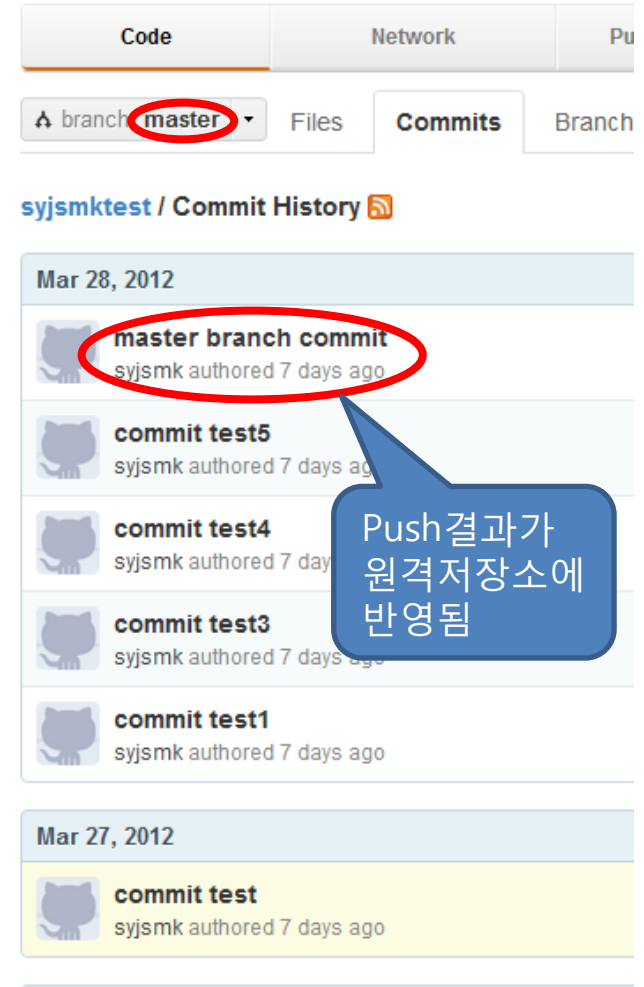 Code Network Pu
branch: master Files Commits Branch
syjsmktest / Commit History
Mar 28, 2012
master branch commit
syjsmk authored 7 days ago
commit test5
syjsmk authored 7 days ag
commit test4
syjsmk authored 7 day
commit test3
syjsmk authored 7 days ago
Push결과가
원격저장소에
반영됨
commit test1
syjsmk authored 7 days ago
Mar 27, 2012
commit test
syjsmk authored 7 days ago